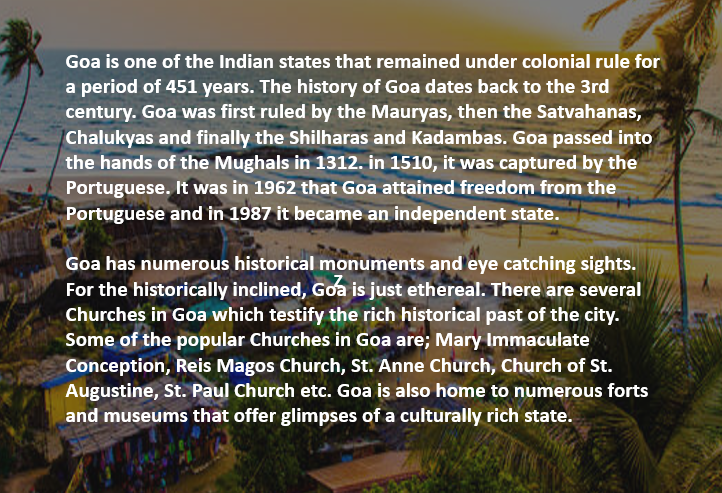 Goa is one of the Indian states that remained under colonial rule for
a period of 451 years. The history of Goa dates back to the 3rd
century. Goa was first ruled by the Mauryas, then the Satvahanas,
Chalukyas and finally the Shilharas and Kadambas. Goa passed into
the hands of the Mughals in 1312. in 1510, it was captured by the
Portuguese. It was in 1962 that Goa attained freedom from the
Portuguese and in 1987 it became an independent state.
Goa has numerous historical monuments and eye catching sights.
7
For the historically inclined, Goa is just ethereal. There are several
Churches in Goa which testify the rich historical past of the city.
Some of the popular Churches in Goa are; Mary Immaculate
Conception, Reis Magos Church, St. Anne Church, Church of St.
Augustine, St. Paul Church etc. Goa is also home to numerous forts
and museums that offer glimpses of a culturally rich state.